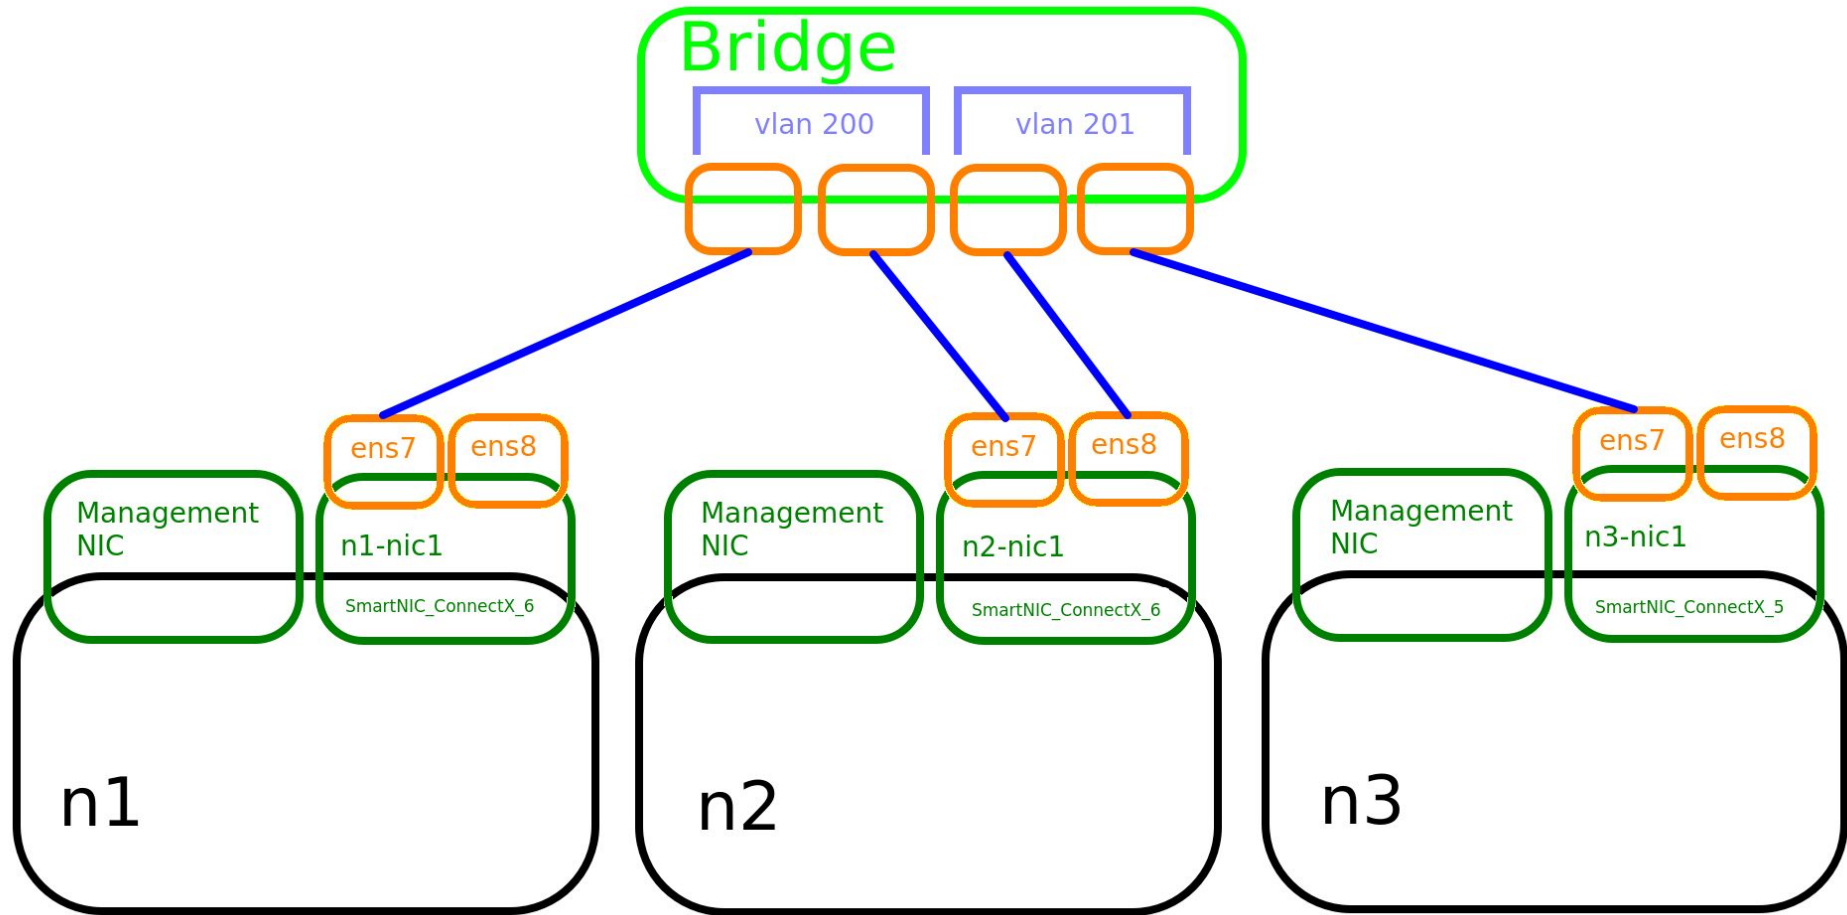 Bridge
vlan 200
vlan 201
ens7
ens8
ens7
ens8
ens7
ens8
Management
NIC
n1-nic1
SmartNIC_ConnectX_6
Management
NIC
n2-nic1
SmartNIC_ConnectX_6
Management
NIC
n3-nic1
SmartNIC_ConnectX_5
n1
n2
n3